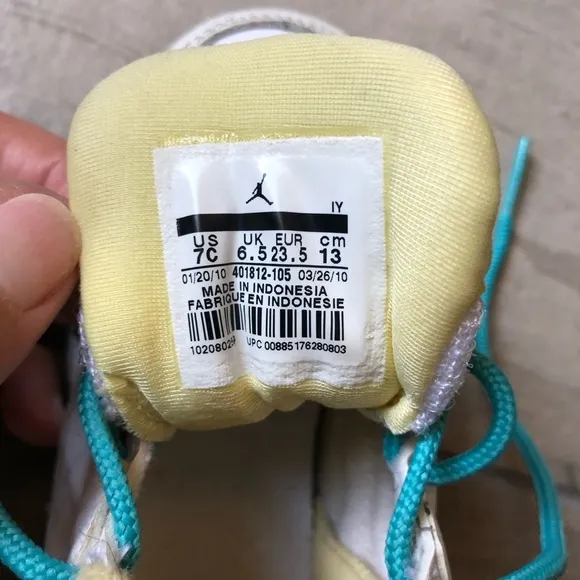 IY
US UK EUR cm
7C 6.5 23.5 13
01/20/10 401812-105 03/26/10
MADE IN INDONESIA
FABRIQUE EN INDONESIE
UPC 00885176280803